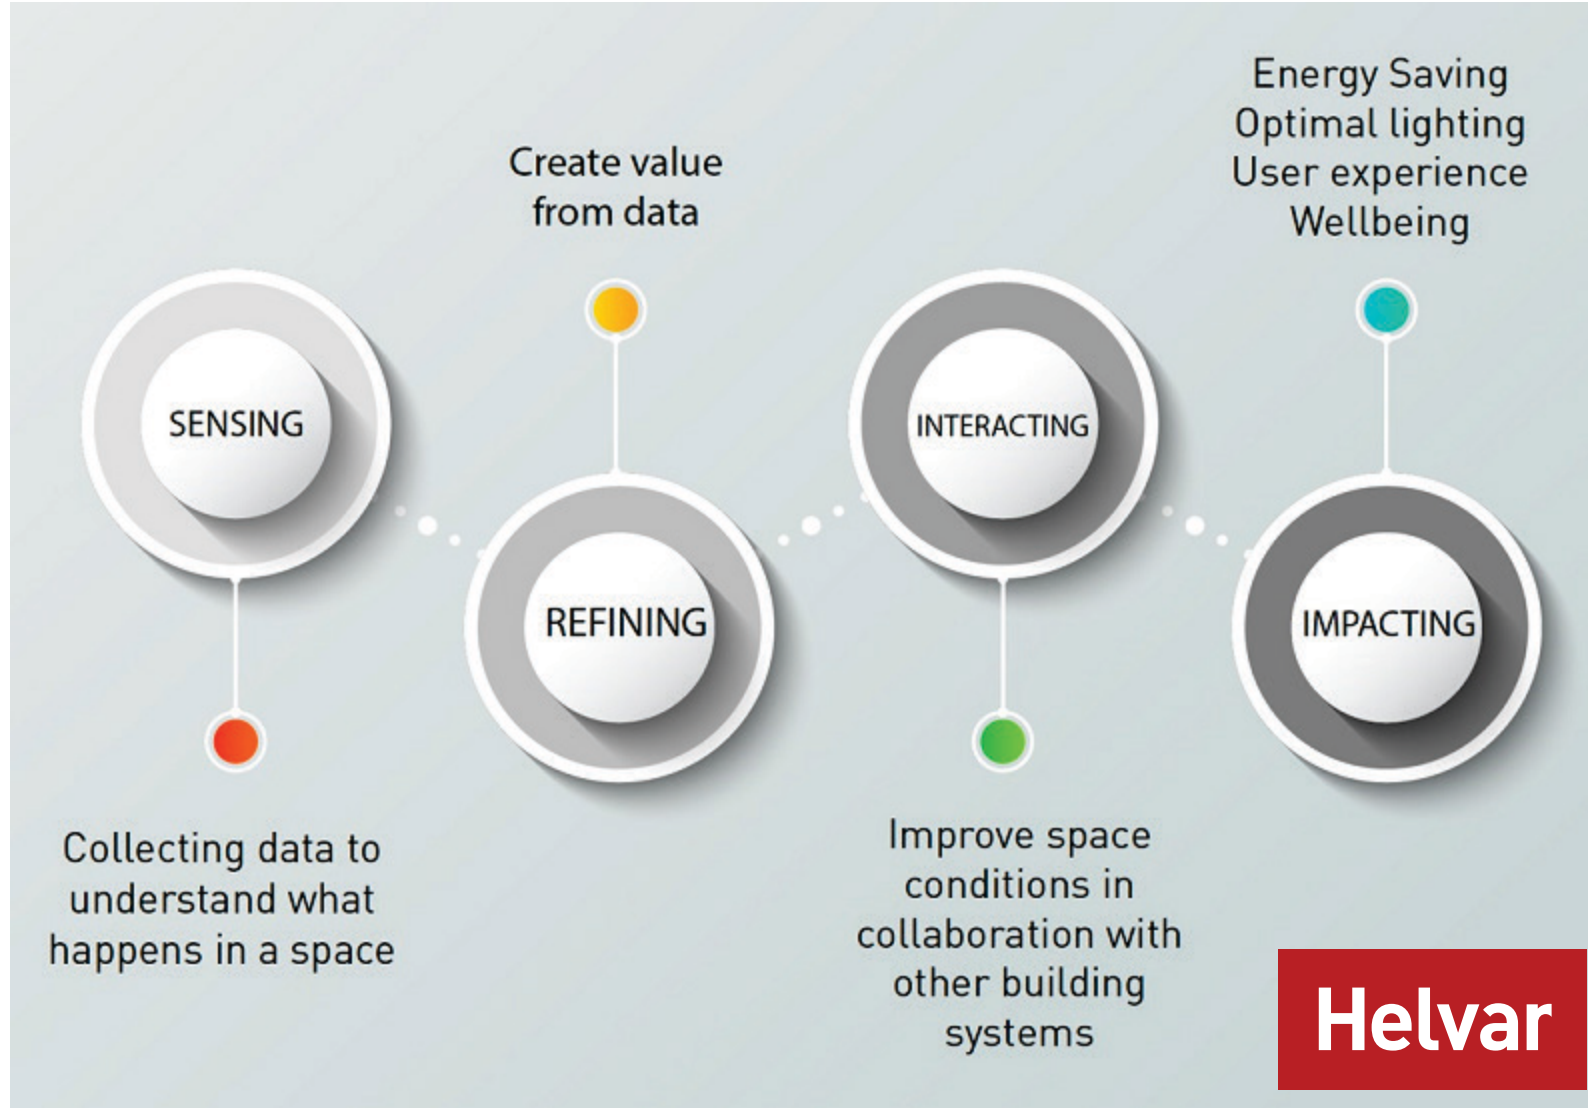 SENSING
Collecting data to
understand what
happens in a space
Create value
from data
REFINING
INTERACTING
Improve space
conditions in
collaboration with
other building
systems
Energy Saving
Optimal lighting
User experience
Wellbeing
IMPACTING
Helvar